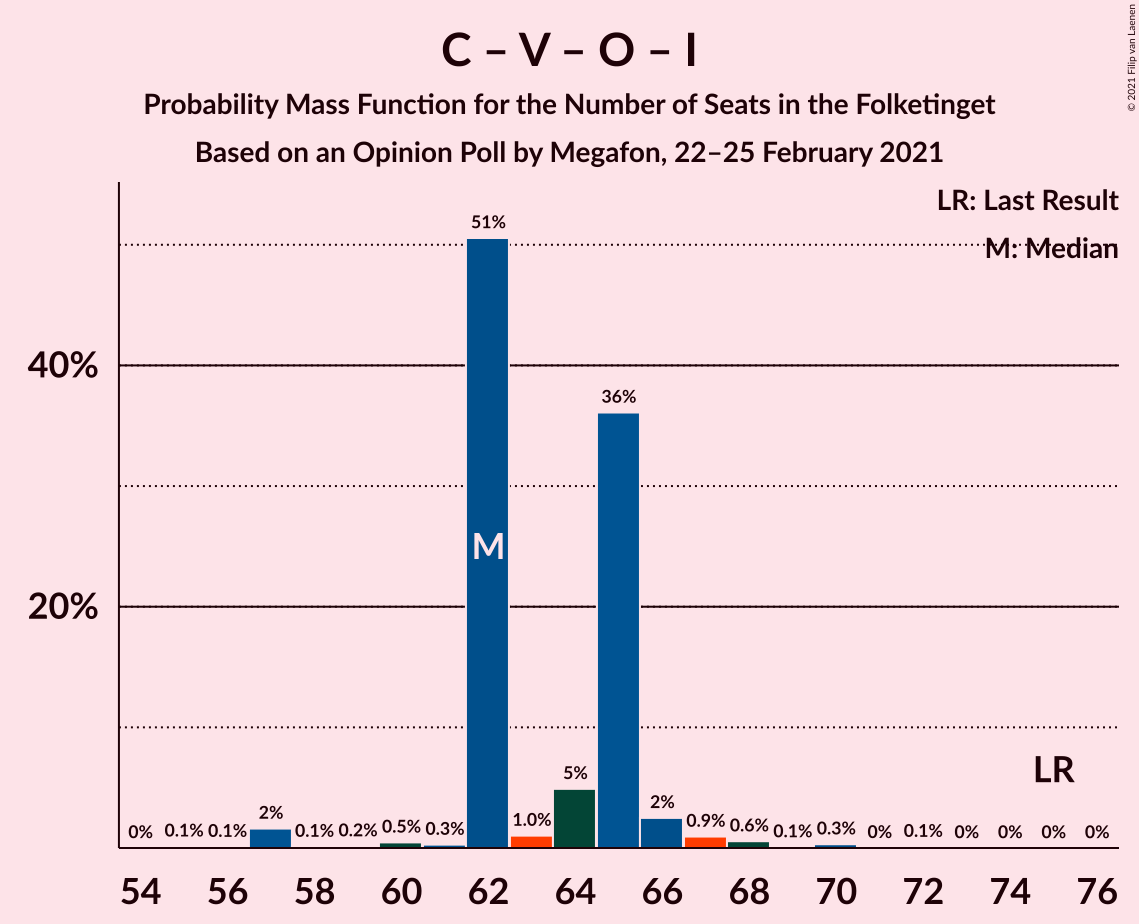 C – V – O – I
Probability Mass Function for the Number of Seats in the Folketinget
Based on an Opinion Poll by Megafon, 22–25 February 2021
© 2021 Filip van Laenen
LR: Last Result
M: Median
40%
20%
0%
0.1%
0.1%
2%
0.1%
0.2%
0.5%
0.3%
51%
1.0%
5%
36%
2%
0.9%
0.6%
0.1%
0.3%
0%
0.1%
0%
0%
0%
0%
M
LR
54 56 58 60 62 64 66 68 70 72 74 76